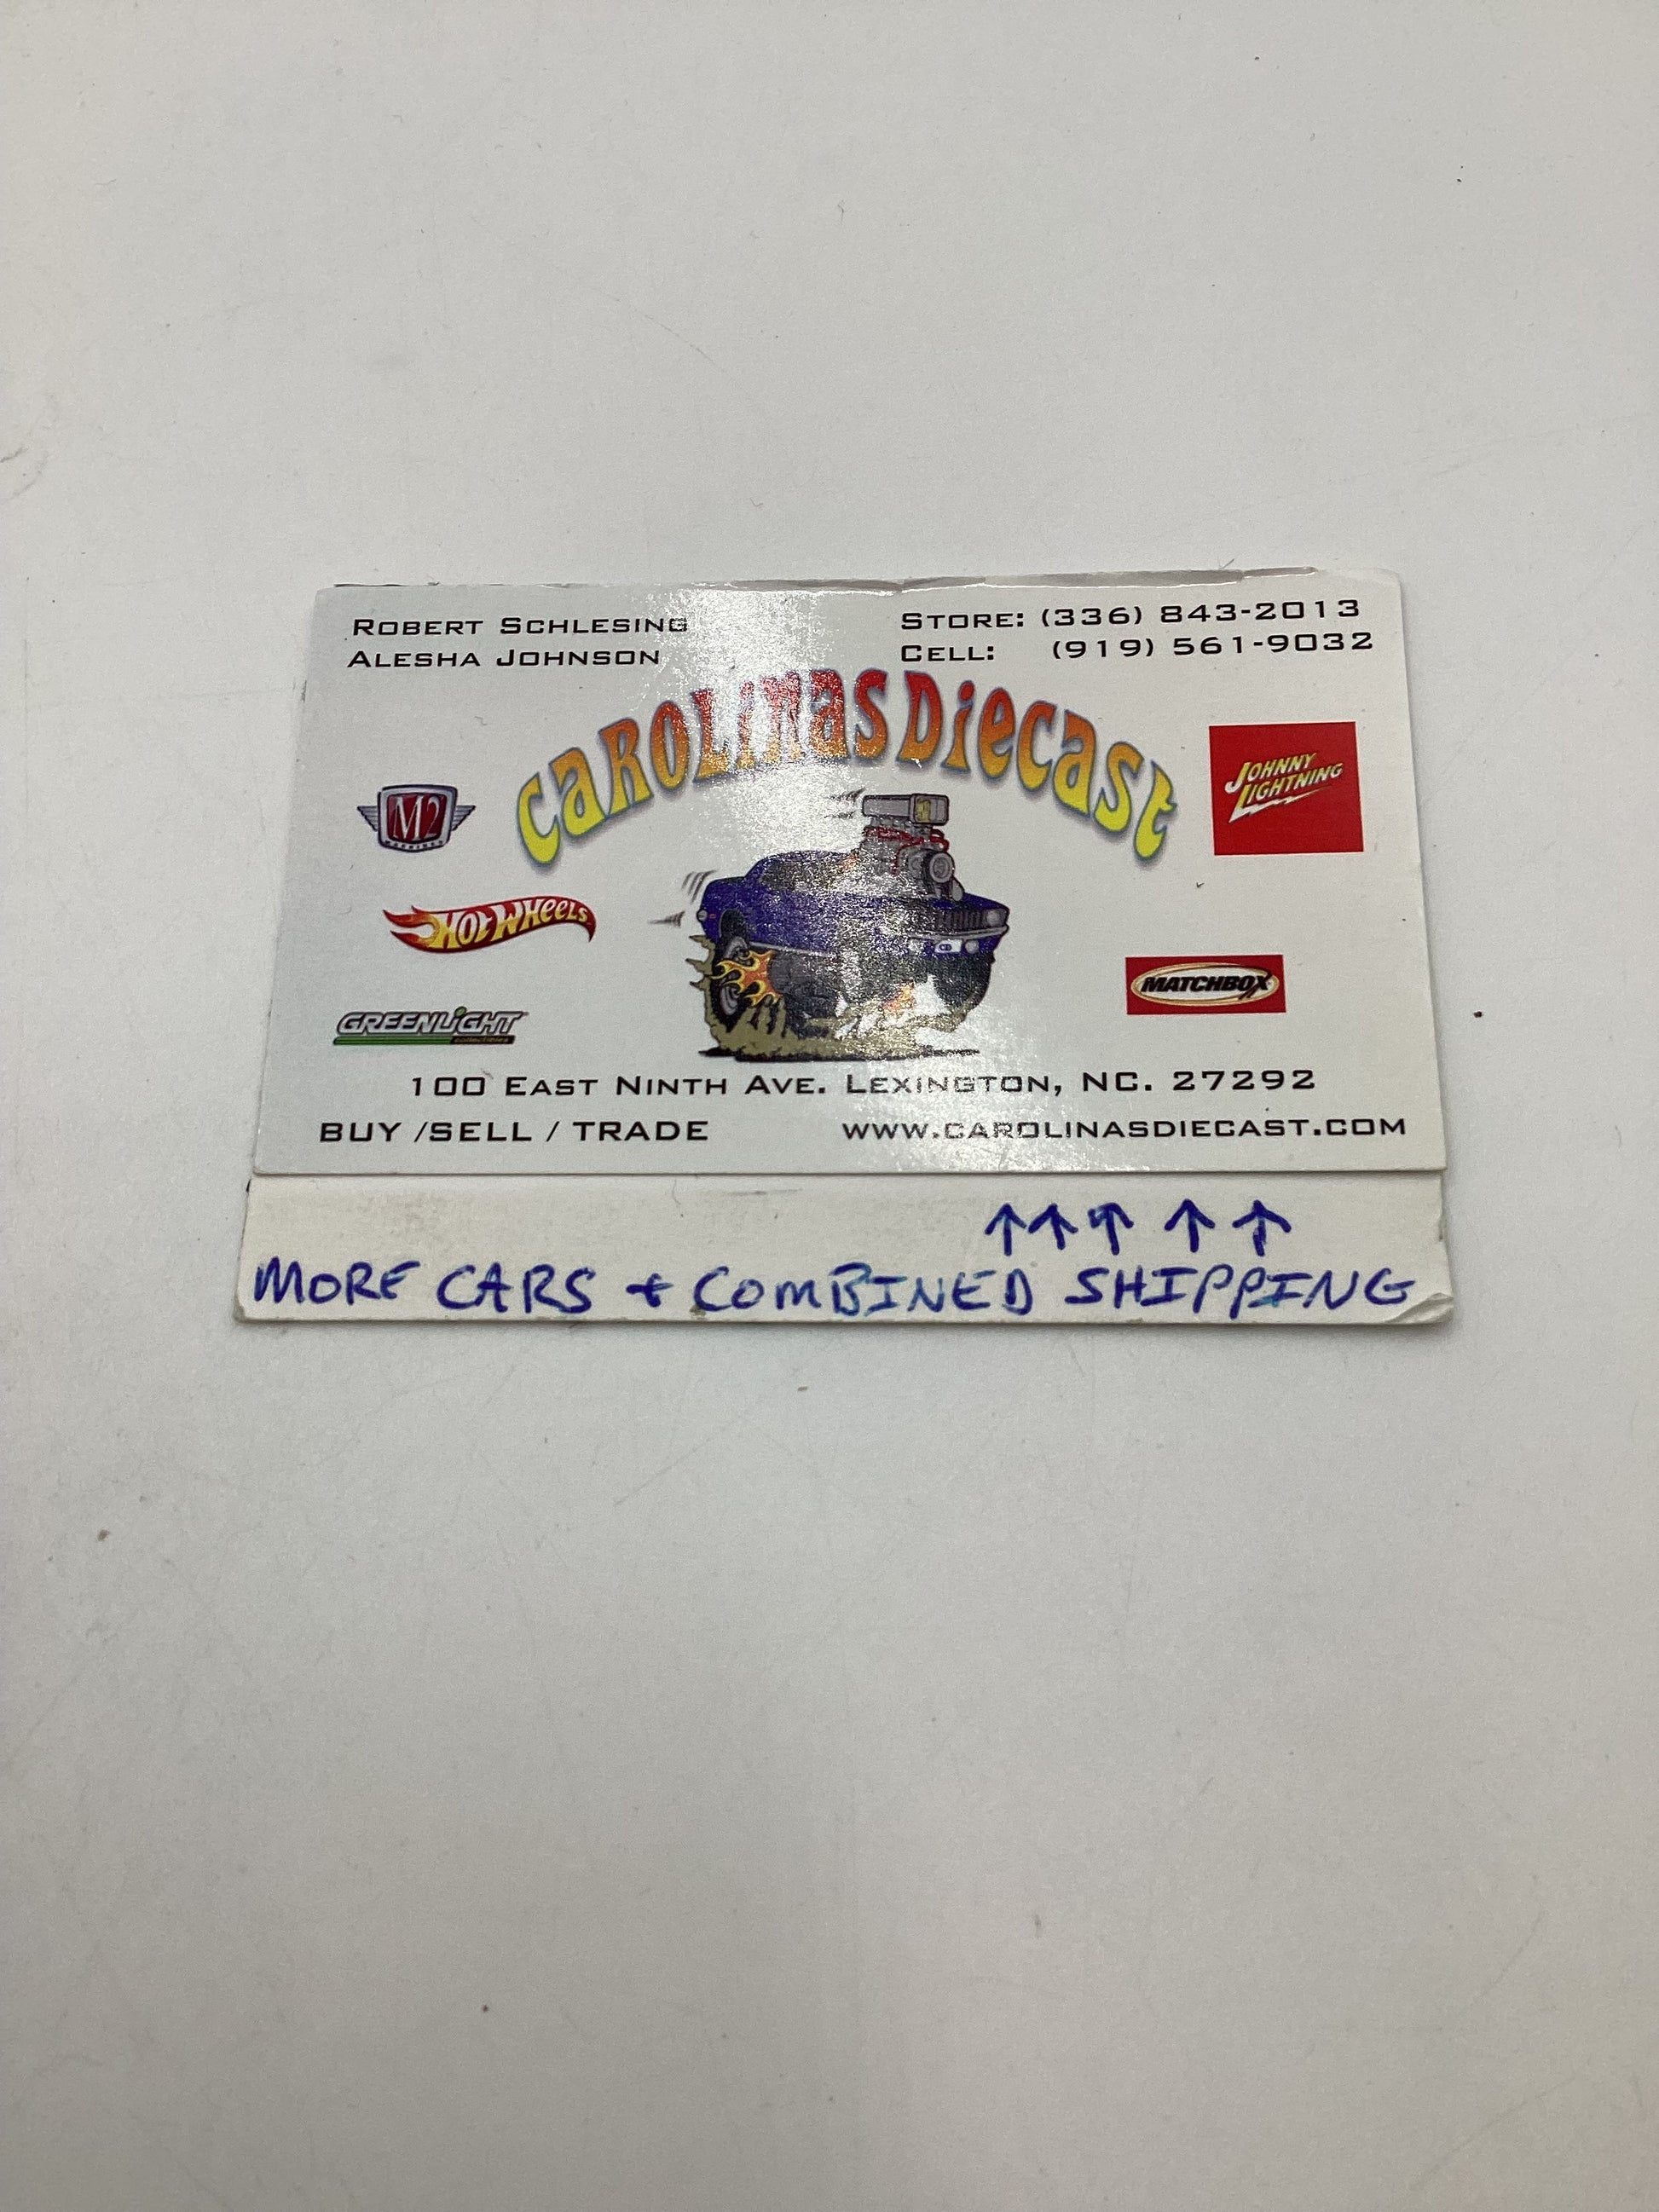 ROBERT SCHLESING
ALESHA JOHNSON
STORE: (336) 843-2013
CELL: (919) 561-9032
CAROLINAS DIECAST
M2
MACHINES
JOHNNY
LIGHTNING
HOT WHEELS
MATCHBOX
GREENLIGHT
collectibles
100 EAST NINTH AVE. LEXINGTON, NC. 27292
BUY /SELL / TRADE
WWW.CAROLINASDIECAST.COM
↑↑↑ ↑ ↑
MORE CARS + COMBINED SHIPPING